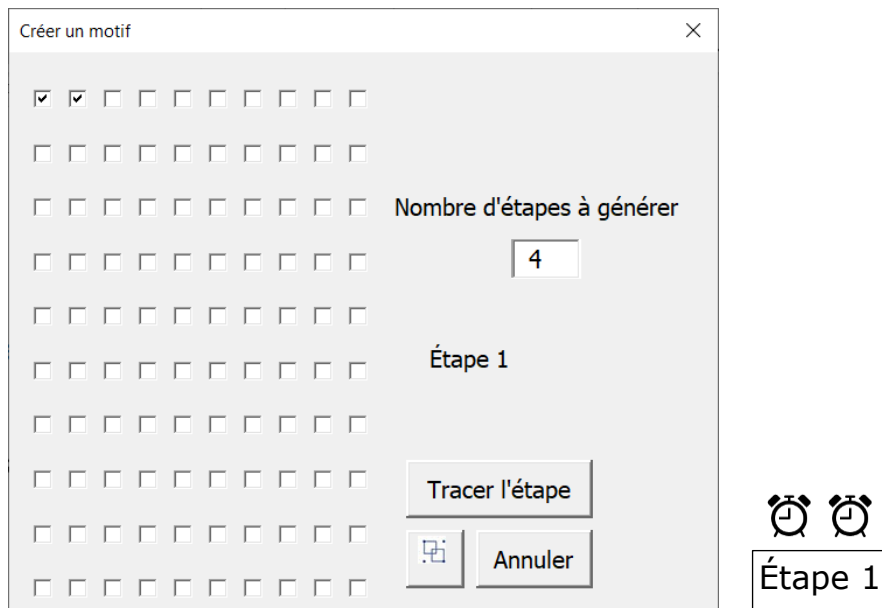 Créer un motif
Nombre d'étapes à générer
4
Étape 1
Tracer l'étape
Annuler
Étape 1